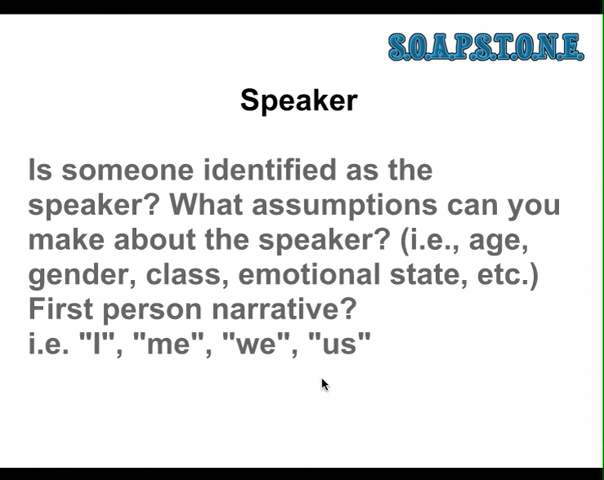 S.O.A.P.S.T.O.N.E.
Speaker
Is someone identified as the
speaker? What assumptions can you
make about the speaker? (i.e., age,
gender, class, emotional state, etc.)
First person narrative?
i.e. "I", "me", "we", "us"